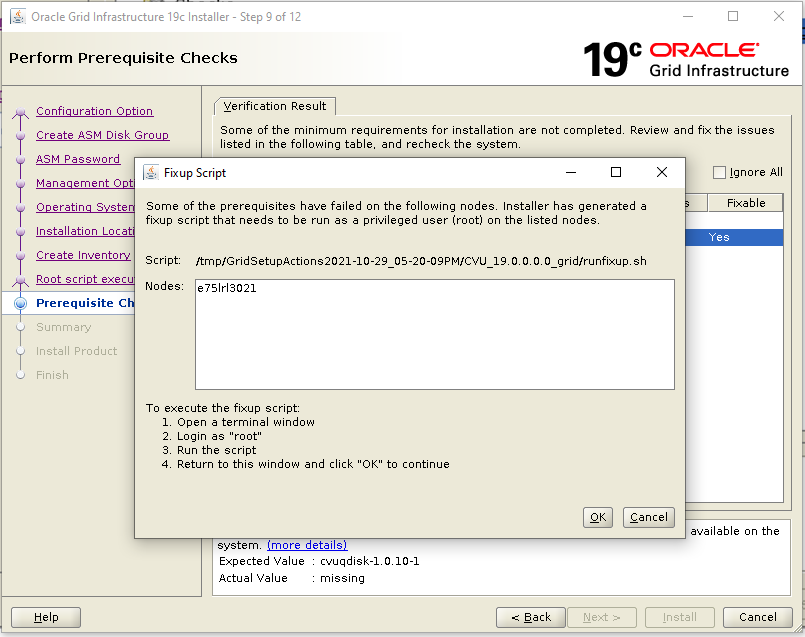 Oracle Grid Infrastructure 19c Installer - Step 9 of 12
Perform Prerequisite Checks
19c ORACLE
Grid Infrastructure
Configuration Option
Create ASM Disk Group
ASM Password
Management Opti
Operating System
Installation Locati
Create Inventory
Root script execu
Prerequisite Ch
Summary
Install Product
Finish
Verification Result
Some of the minimum requirements for installation are not completed. Review and fix the issues
listed in the following table, and recheck the system.
Ignore All
s Fixable
Yes
Fixup Script
Some of the prerequisites have failed on the following nodes. Installer has generated a
fixup script that needs to be run as a privileged user (root) on the listed nodes.
Script: /tmp/GridSetupActions2021-10-29_05-20-09PM/CVU_19.0.0.0.0_grid/runfixup.sh
Nodes: e75lrl3021
To execute the fixup script:
1. Open a terminal window
2. Login as "root"
3. Run the script
4. Return to this window and click "OK" to continue
OK Cancel
available on the
system. (more details)
Expected Value : cvuqdisk-1.0.10-1
Actual Value : missing
Help < Back Next > Install Cancel